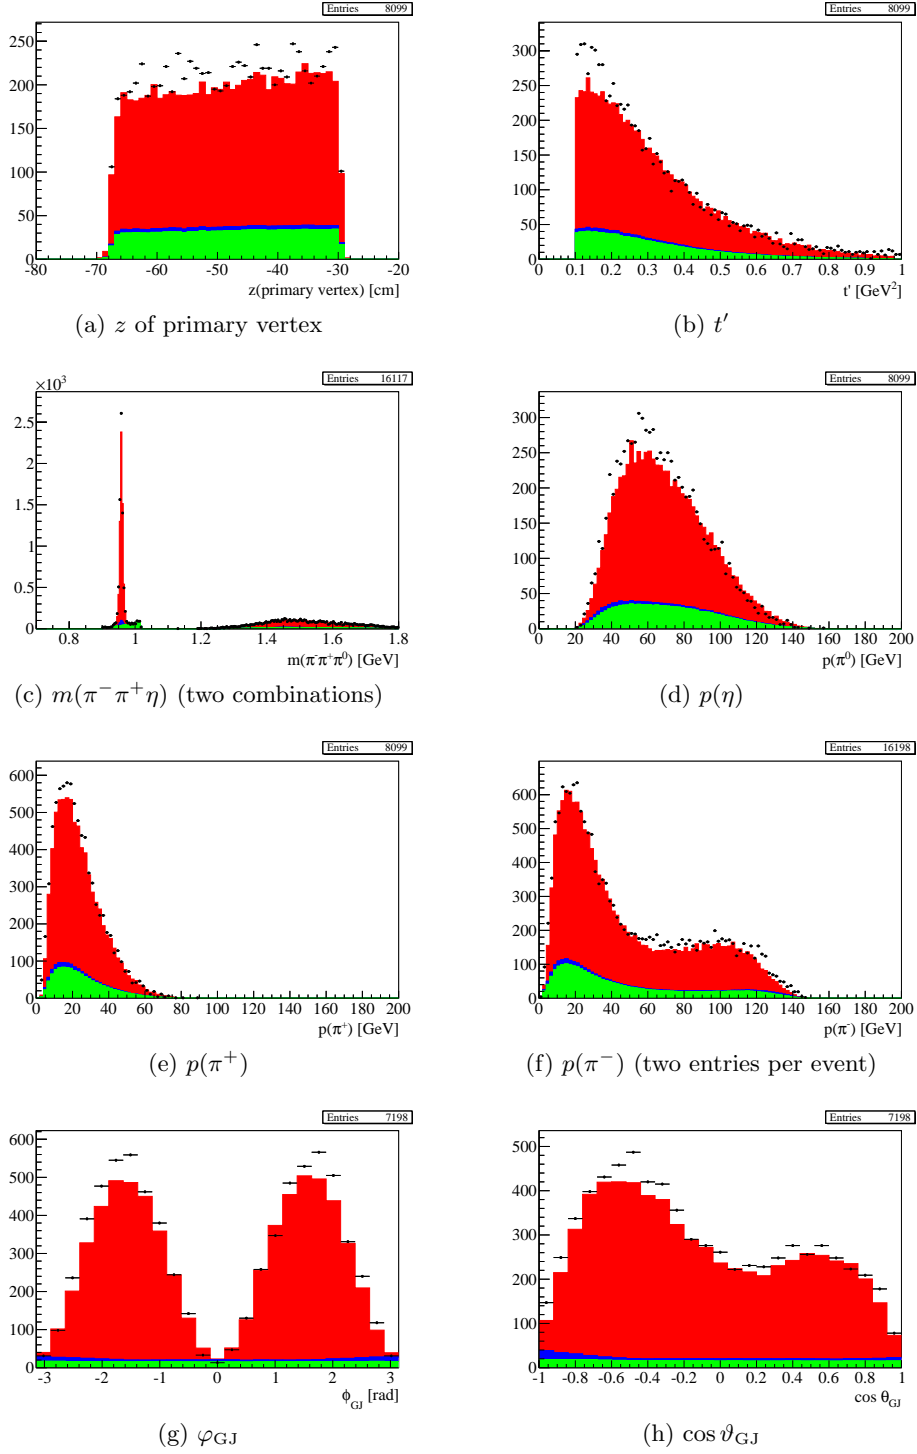 Entries 8099
250
200
150
100
50
0
-80 -70 -60 -50 -40 -30 -20
z(primary vertex) [cm]
(a) z of primary vertex
Entries 8099
300
250
200
150
100
50
0
0 0.1 0.2 0.3 0.4 0.5 0.6 0.7 0.8 0.9 1
t' [GeV²]
(b) t′
Entries 16117
×10³
2.5
2
1.5
1
0.5
0
0.8 1 1.2 1.4 1.6 1.8
m(π⁻π⁺π⁰) [GeV]
(c) m(π⁻π⁺η) (two combinations)
Entries 8099
300
250
200
150
100
50
0
0 20 40 60 80 100 120 140 160 180 200
p(π⁰) [GeV]
(d) p(η)
Entries 8099
600
500
400
300
200
100
0
0 20 40 60 80 100 120 140 160 180 200
p(π⁺) [GeV]
(e) p(π⁺)
Entries 16198
600
500
400
300
200
100
0
0 20 40 60 80 100 120 140 160 180 200
p(π⁻) [GeV]
(f) p(π⁻) (two entries per event)
Entries 7198
600
500
400
300
200
100
0
-3 -2 -1 0 1 2 3
ϕ_GJ [rad]
(g) φ_GJ
Entries 7198
500
400
300
200
100
0
-1 -0.8 -0.6 -0.4 -0.2 0 0.2 0.4 0.6 0.8 1
cos θ_GJ
(h) cos ϑ_GJ